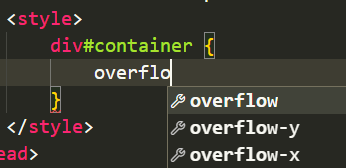 <style>
div#container {
overflo
overflow
}
overflow-y
</style>
overflow-x
ead>